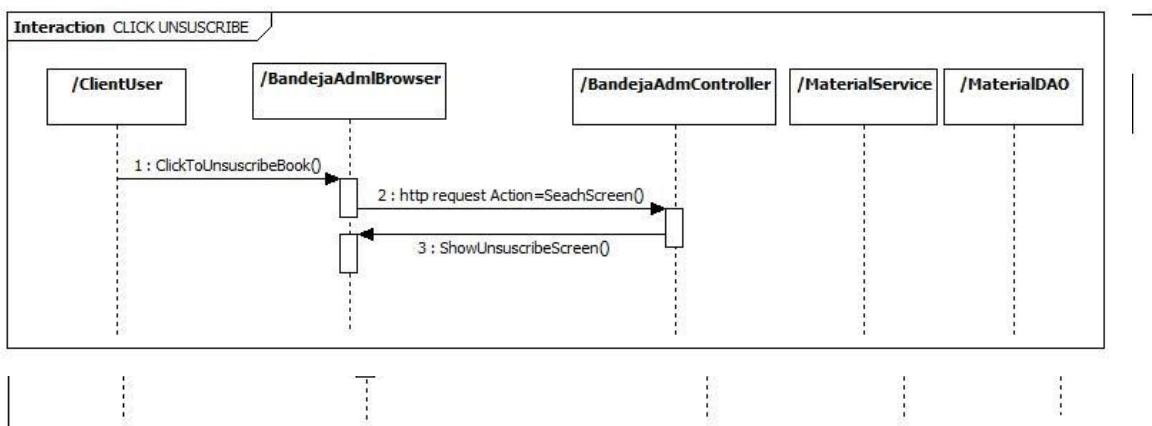 Interaction CLICK UNSUSCRIBE
/ClientUser
/BandejaAdmlBrowser
/BandejaAdmController
/MaterialService
/MaterialDAO
1 : ClickToUnsuscribeBook()
2 : http request Action=SeachScreen()
3 : ShowUnsuscribeScreen()